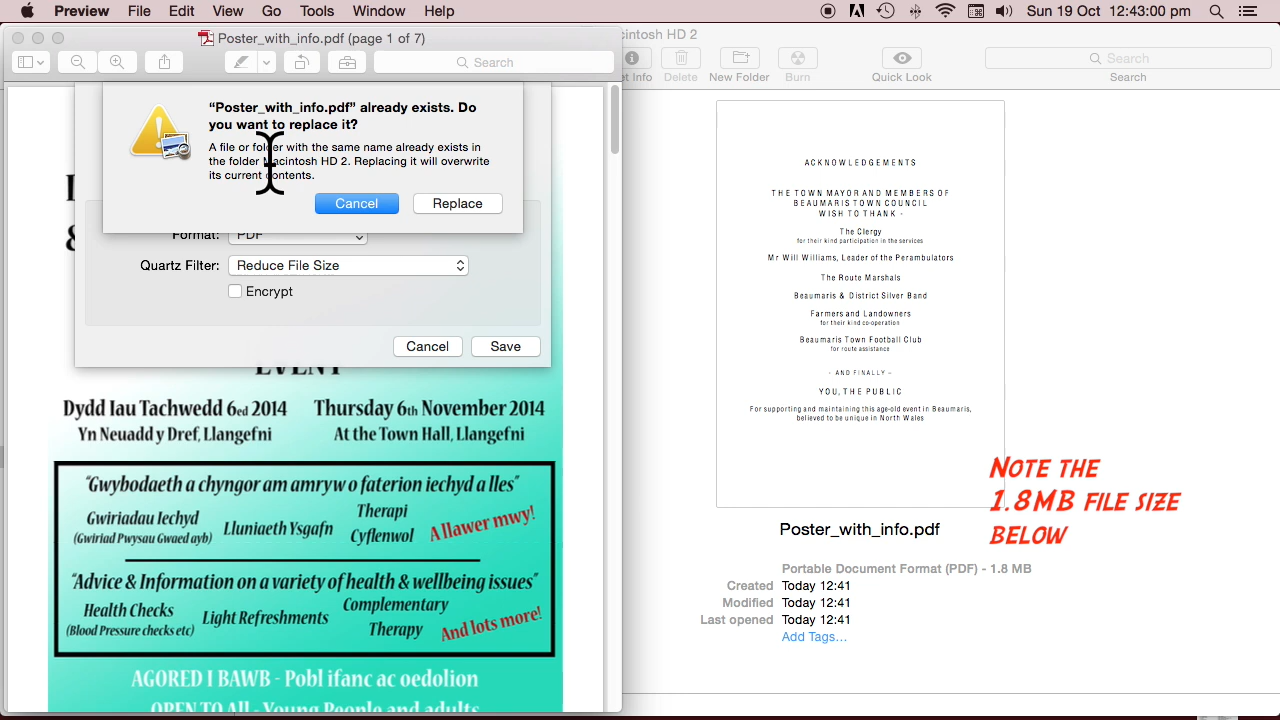 Preview File Edit View Go Tools Window Help
Sun 19 Oct 12:43:00 pm
Poster_with_info.pdf (page 1 of 7)
Search
“Poster_with_info.pdf” already exists. Do
you want to replace it?
A file or folder with the same name already exists in
the folder Macintosh HD 2. Replacing it will overwrite
its current contents.
Cancel
Replace
Format: PDF
Quartz Filter: Reduce File Size
Encrypt
Cancel
Save
EVENT
Dydd Iau Tachwedd 6ed 2014
Thursday 6th November 2014
Yn Neuadd y Dref, Llangefni
At the Town Hall, Llangefni
“Gwybodaeth a chyngor am amryw o faterion iechyd a lles”
Gwiriadau Iechyd
(Gwiriad Pwysau Gwaed ayb)
Lluniaeth Ysgafn
Therapi
Cyflenwol
A llawer mwy!
“Advice & Information on a variety of health & wellbeing issues”
Health Checks
(Blood Pressure checks etc)
Light Refreshments
Complementary
Therapy
And lots more!
AGORED I BAWB - Pobl ifanc ac oedolion
OPEN TO All - Young People and adults
acintosh HD 2
et Info
Delete
New Folder
Burn
Quick Look
Search
Search
ACKNOWLEDGEMENTS
THE TOWN MAYOR AND MEMBERS OF
BEAUMARIS TOWN COUNCIL
WISH TO THANK -
The Clergy
for their kind participation in the services
Mr Will Williams, Leader of the Perambulators
The Route Marshals
Beaumaris & District Silver Band
Farmers and Landowners
for their kind co-operation
Beaumaris Town Football Club
for route assistance
- AND FINALLY –
YOU, THE PUBLIC
For supporting and maintaining this age-old event in Beaumaris,
believed to be unique in North Wales
Note the
1.8MB file size
below
Poster_with_info.pdf
Portable Document Format (PDF) - 1.8 MB
Created Today 12:41
Modified Today 12:41
Last opened Today 12:41
Add Tags…